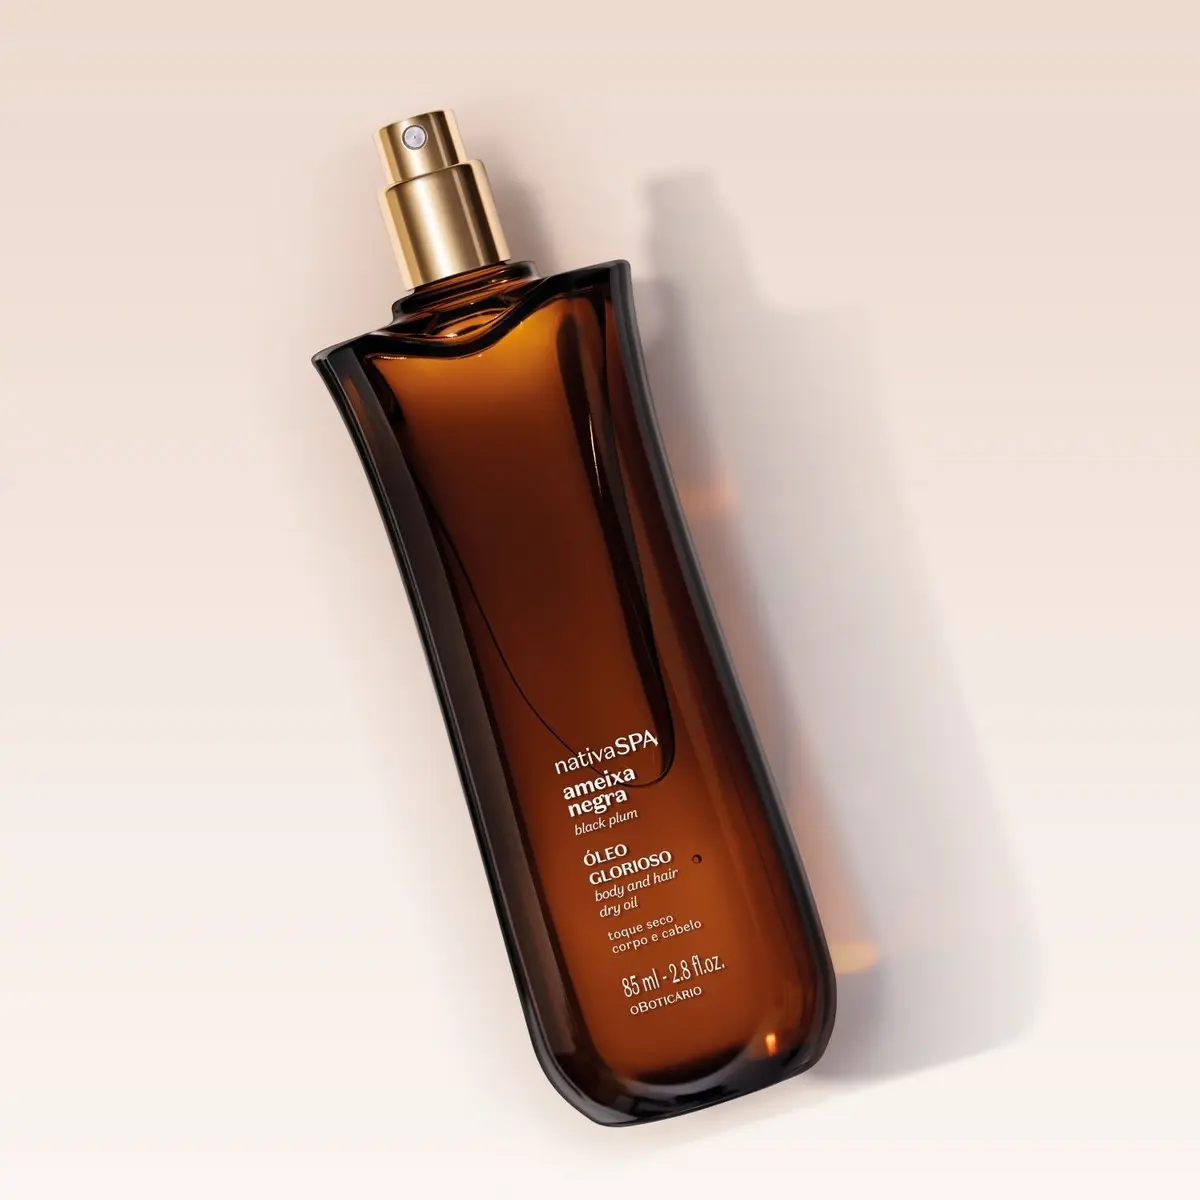 nativaSPA
ameixa
negra
black plum
ÓLEO
GLORIOSO
body and hair
dry oil
toque seco
corpo e cabelo
85 ml - 2.8 fl.oz.
oBOTICÁRIO